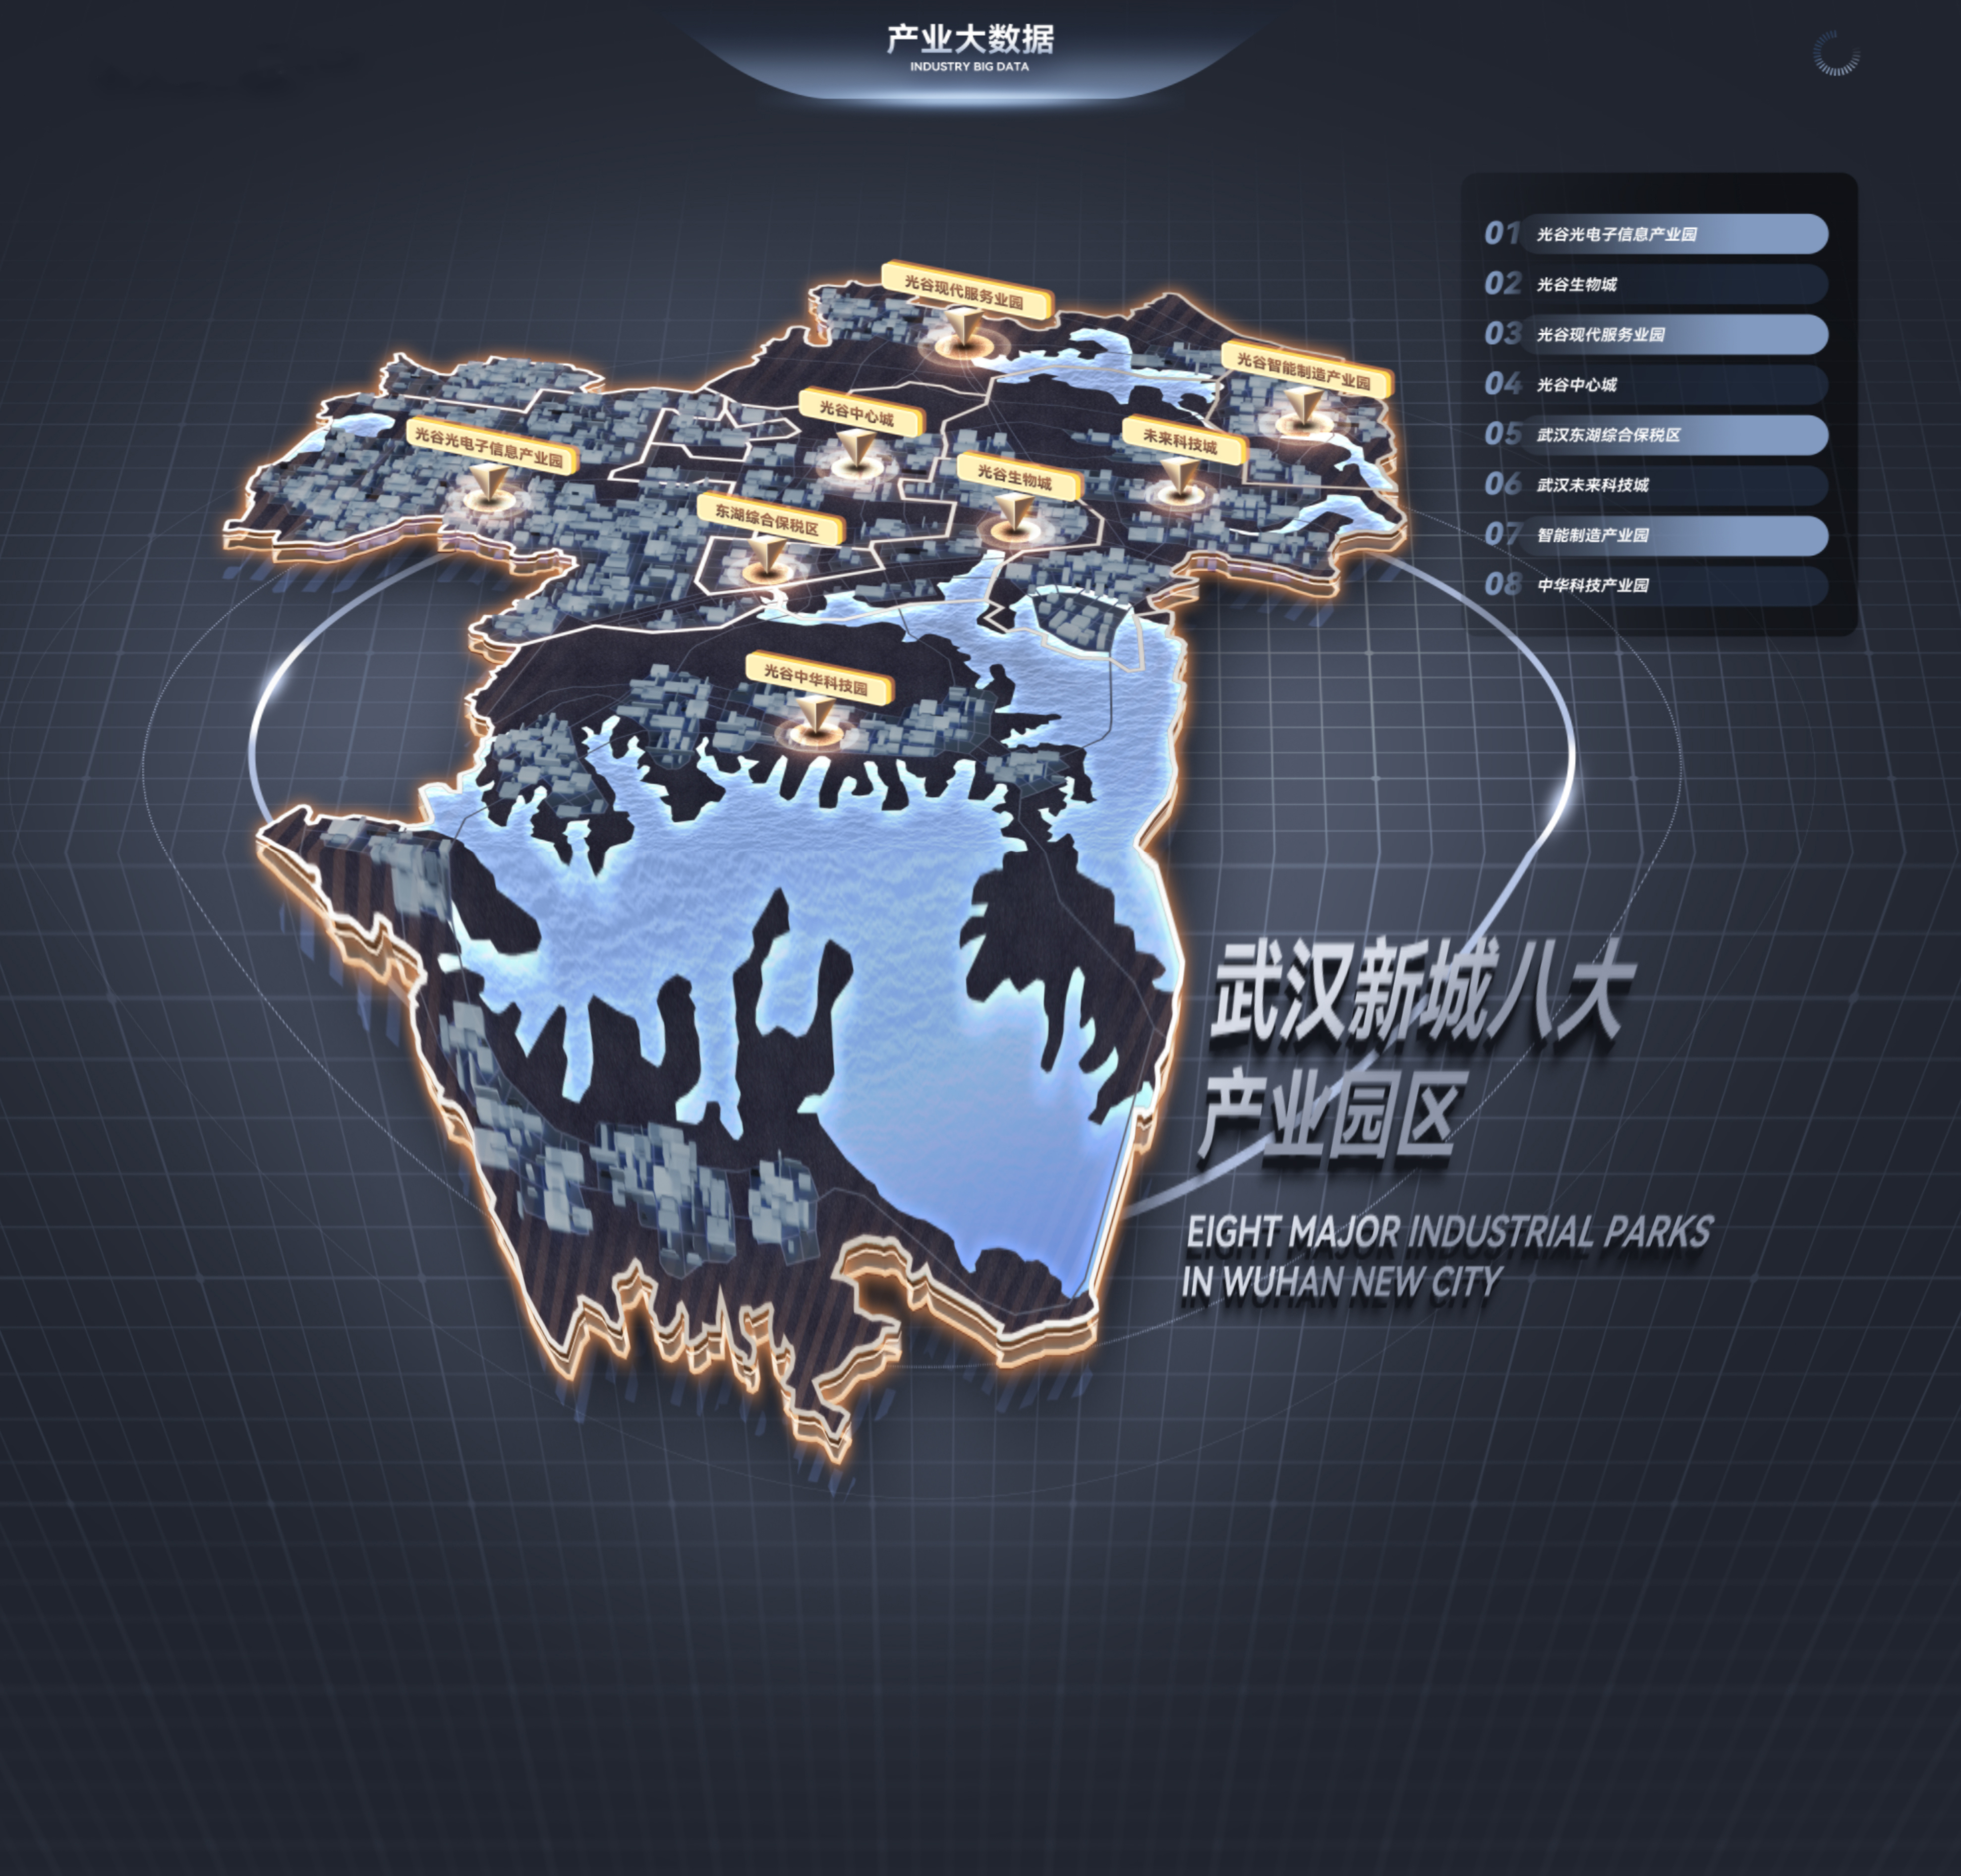 产业大数据
INDUSTRY BIG DATA
01 光谷光电子信息产业园
02 光谷生物城
03 光谷现代服务业园
04 光谷中心城
05 武汉东湖综合保税区
06 武汉未来科技城
07 智能制造产业园
08 中华科技产业园
光谷现代服务业园
光谷智能制造产业园
光谷中心城
未来科技城
光谷光电子信息产业园
光谷生物城
东湖综合保税区
光谷中华科技园
武汉新城八大
产业园区
EIGHT MAJOR INDUSTRIAL PARKS
IN WUHAN NEW CITY